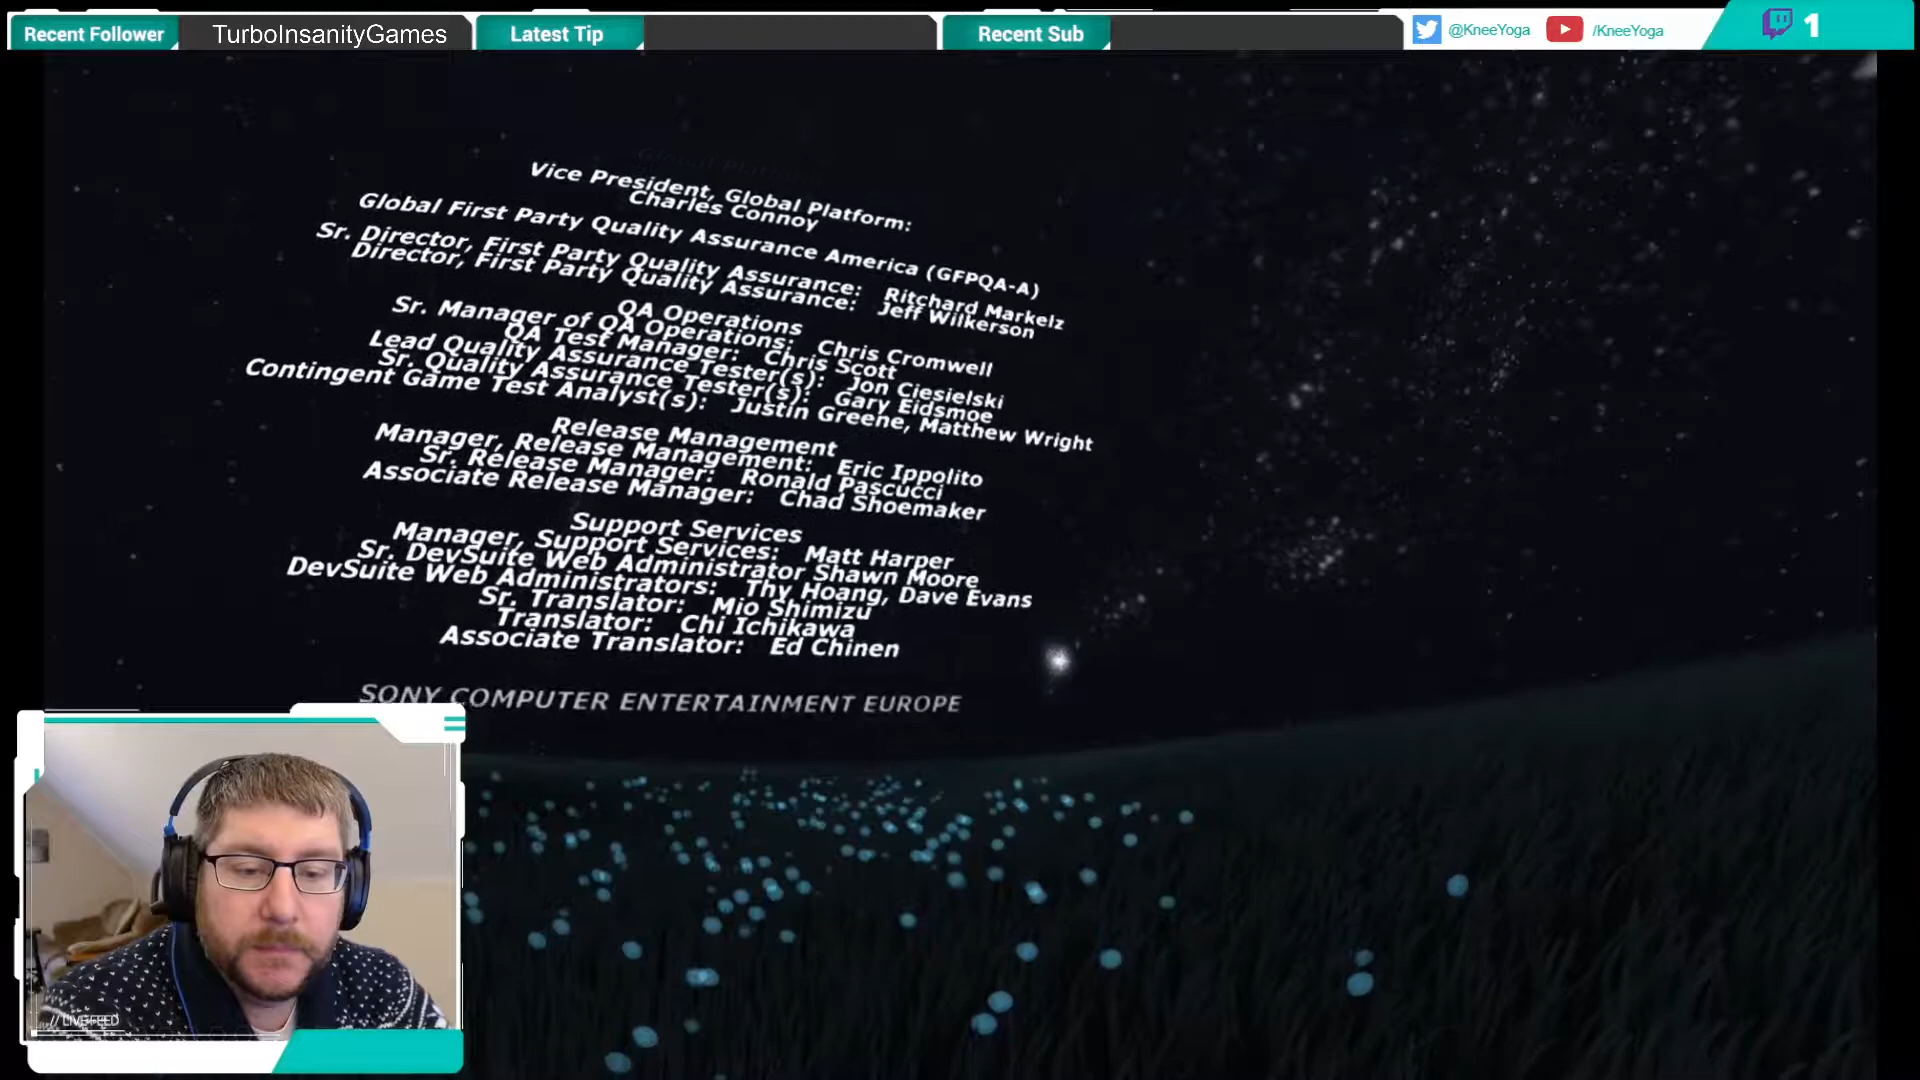 Recent Follower
TurboInsanityGames
Latest Tip
Recent Sub
@KneeYoga
/KneeYoga
1
Vice President, Global Platform:
Charles Connoy
Global First Party Quality Assurance America (GFPQA-A)
Sr. Director, First Party Quality Assurance: Ritchard Markelz
Director, First Party Quality Assurance: Jeff Wilkerson
QA Operations
Sr. Manager of QA Operations: Chris Cromwell
QA Test Manager: Chris Scott
Lead Quality Assurance Tester(s): Jon Ciesielski
Sr. Quality Assurance Tester(s): Gary Eidsmoe
Contingent Game Test Analyst(s): Justin Greene, Matthew Wright
Release Management
Manager, Release Management: Eric Ippolito
Sr. Release Manager: Ronald Pascucci
Associate Release Manager: Chad Shoemaker
Support Services
Manager, Support Services: Matt Harper
Sr. DevSuite Web Administrator Shawn Moore
DevSuite Web Administrators: Thy Hoang, Dave Evans
Sr. Translator: Mio Shimizu
Translator: Chi Ichikawa
Associate Translator: Ed Chinen
SONY COMPUTER ENTERTAINMENT EUROPE
// LIVE FEED